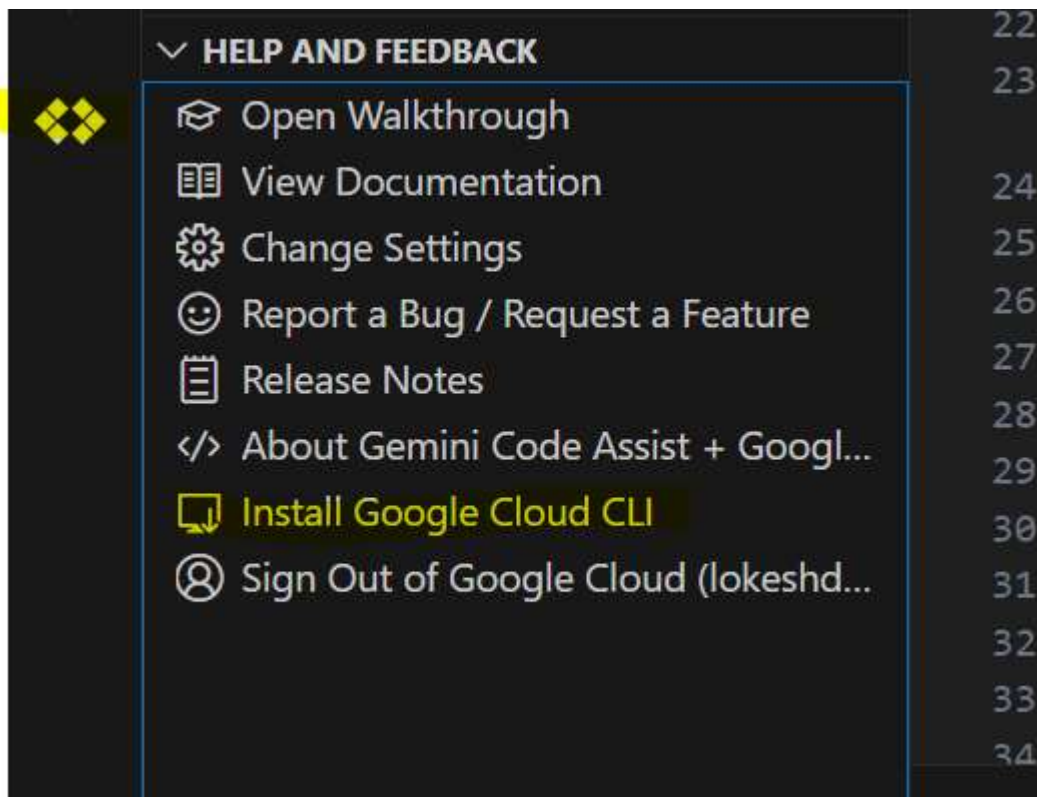 HELP AND FEEDBACK
Open Walkthrough
View Documentation
Change Settings
Report a Bug / Request a Feature
Release Notes
About Gemini Code Assist + Googl...
Install Google Cloud CLI
Sign Out of Google Cloud (lokeshd...
22
23
24
25
26
27
28
29
30
31
32
33
34